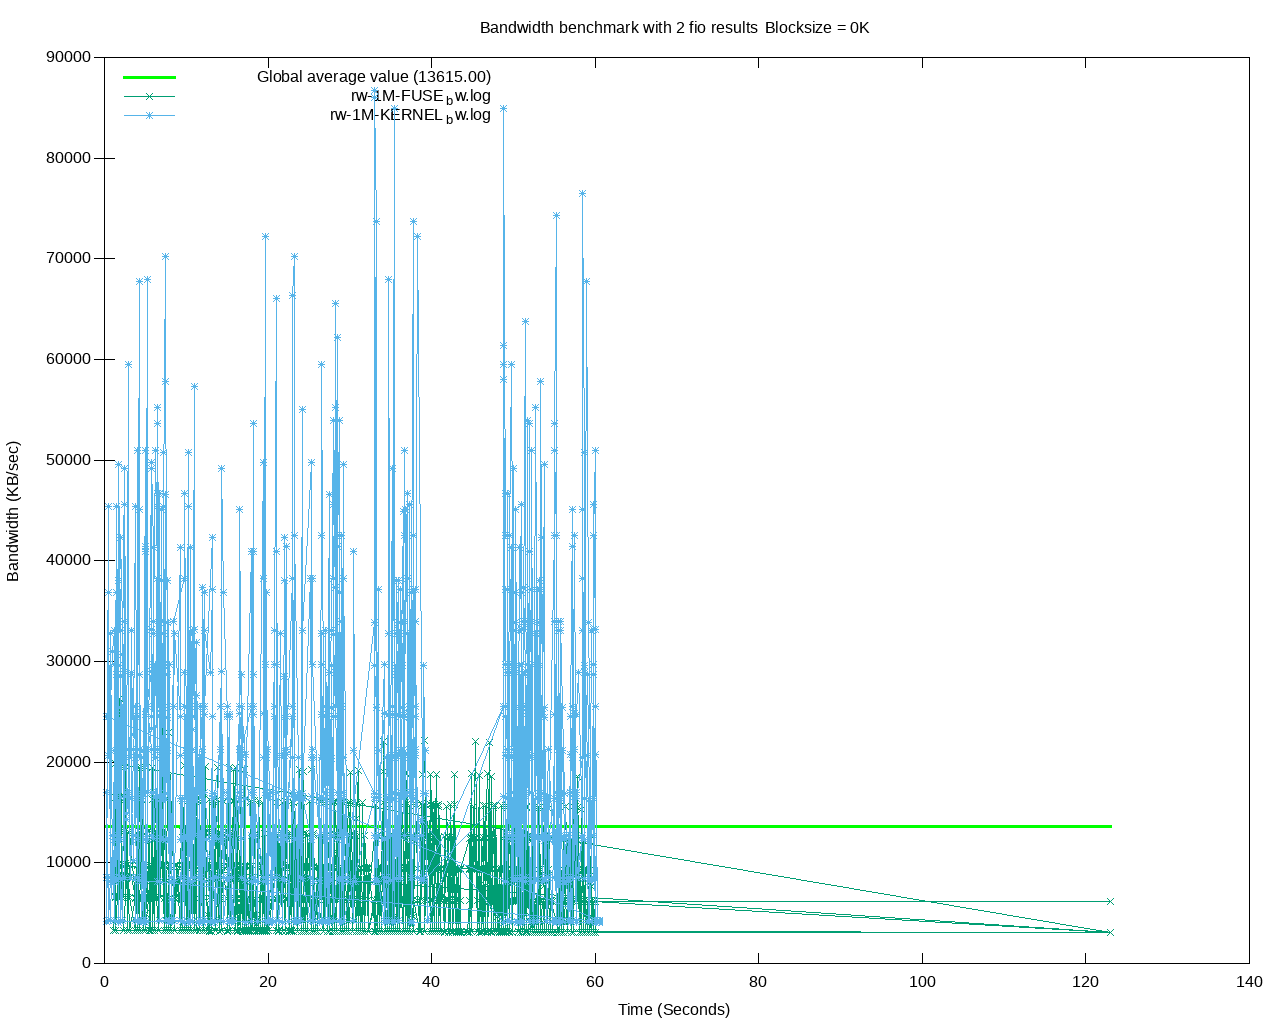 Bandwidth benchmark with 2 fio results Blocksize = 0K
90000
80000
70000
60000
50000
40000
30000
20000
10000
0
Global average value (13615.00)
rw-1M-FUSE_bw.log
rw-1M-KERNEL_bw.log
Bandwidth (KB/sec)
0 20 40 60 80 100 120 140
Time (Seconds)